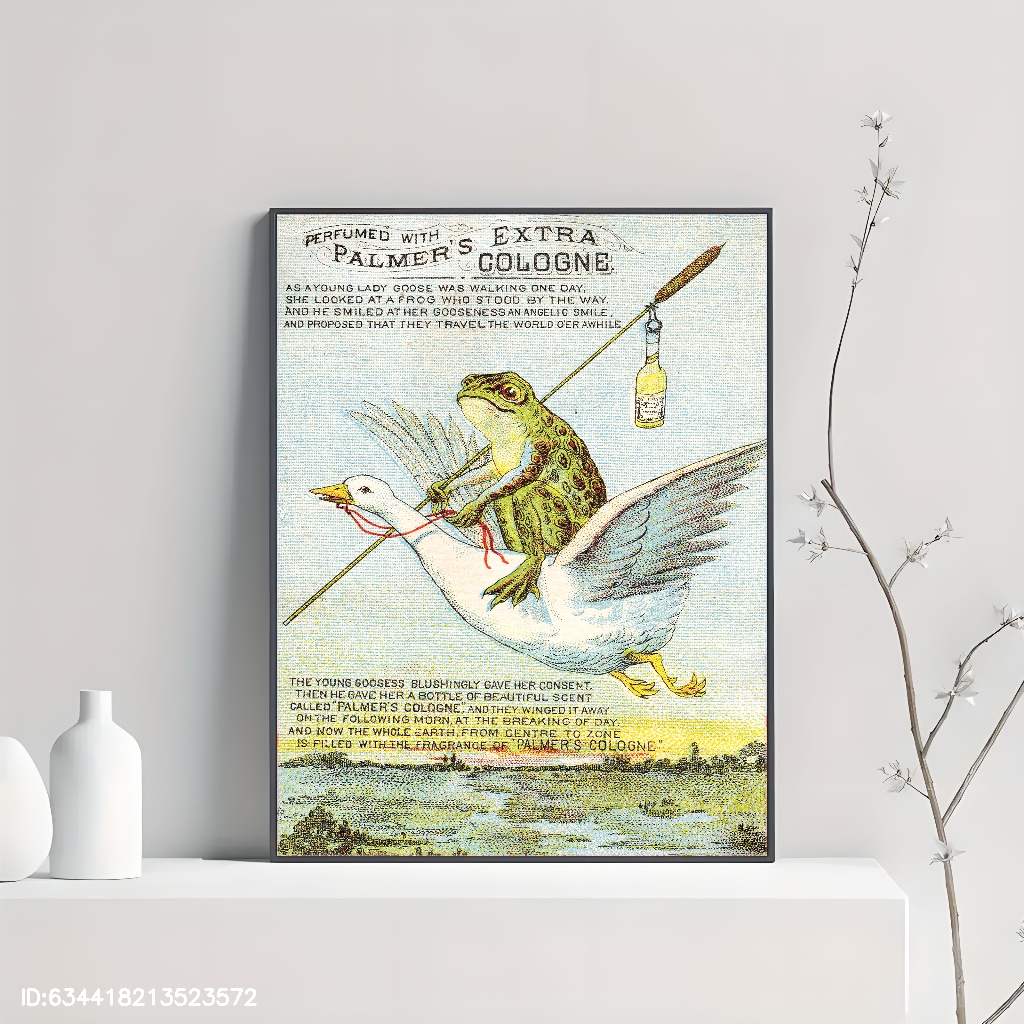 PERFUMED WITH
PALMER'S EXTRA
COLOGNE.
AS A YOUNG LADY GOOSE WAS WALKING ONE DAY,
SHE LOOKED AT A FROG WHO STOOD BY THE WAY.
AND HE SMILED AT HER GOOSENESS AN ANGELIC SMILE,
AND PROPOSED THAT THEY TRAVEL THE WORLD O'ER AWHILE
THE YOUNG GOOSESS BLUSHINGLY GAVE HER CONSENT.
THEN HE GAVE HER A BOTTLE OF BEAUTIFUL SCENT
CALLED "PALMER'S COLOGNE," AND THEY WINGED IT AWAY
ON THE FOLLOWING MORN, AT THE BREAKING OF DAY.
AND NOW THE WHOLE EARTH, FROM CENTRE TO ZONE
IS FILLED WITH THE FRAGRANCE OF "PALMER'S COLOGNE".
ID:634418213523572